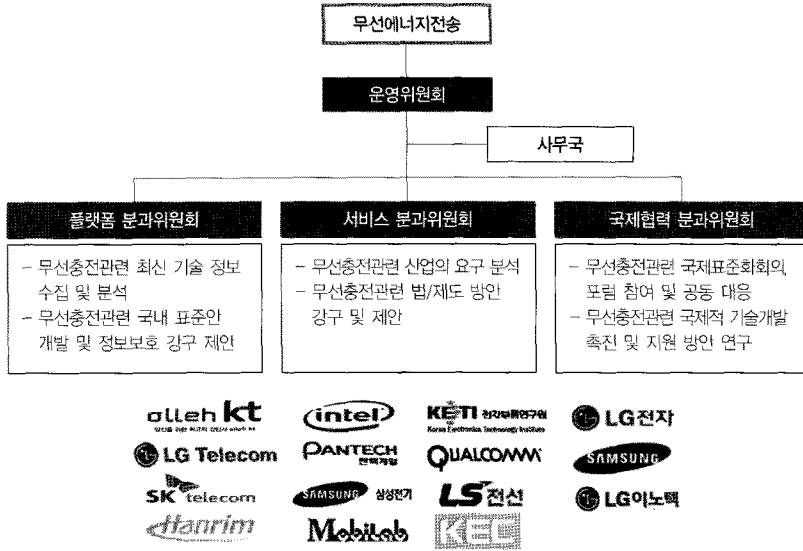 무선에너지전송
운영위원회
사무국
플랫폼 분과위원회
- 무선충전관련 최신 기술 정보
수집 및 분석
- 무선충전관련 국내 표준안
개발 및 정보보호 강구 제안
서비스 분과위원회
- 무선충전관련 산업의 요구 분석
- 무선충전관련 법/제도 방안
강구 및 제안
국제협력 분과위원회
- 무선충전관련 국제표준화회의,
포럼 참여 및 공동 대응
- 무선충전관련 국제적 기술개발
촉진 및 지원 방안 연구
olleh kt
intel
KETI 전자부품연구원
Korea Electronics Technology Institute
LG전자
LG Telecom
PANTECH
팬택계열
QUALCOMM
SAMSUNG
SK telecom
SAMSUNG 삼성전기
LS전선
LG이노텍
Hanrim
Mobilab
KEC